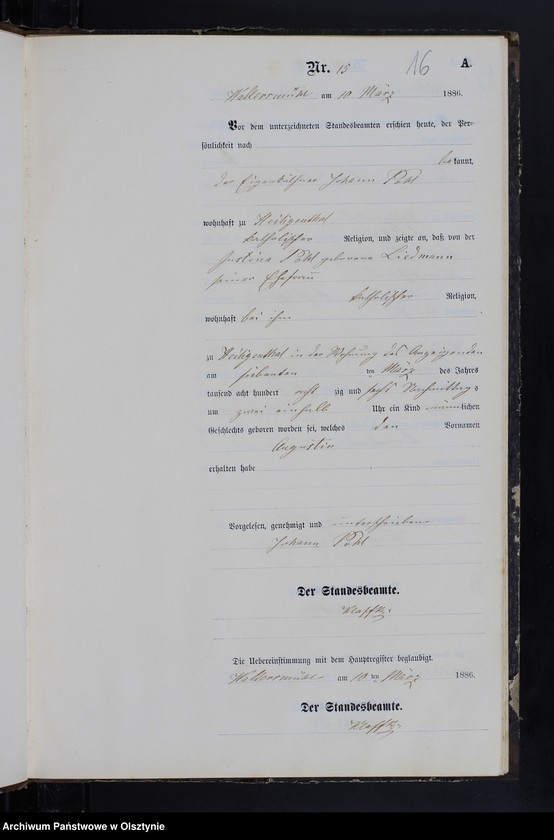 Nr. 15 16 A.
am 10 März 1886.
Vor dem unterzeneten Standesbeamten erschien heute, der Per-
sönlichkeit nach
bekannt,
der Eigenkäthner Johann Pohl
wohnhaft zu Heiligenthal
katholischer Religion, und zeigte an, daß von der
Justina Pohl geborene Liedmann
seiner Ehefrau
katholischer Religion,
wohnhaft bei ihm
zu Heiligenthal in der Wohnung des Anzeigenden
am siebenten ten März des Jahres
tausend acht hundert acht zig und sechs Nachmittags
um zwei einhalb Uhr ein Kind männlichen
Geschlechts geboren worden sei, welches den Vornamen
Augustin
erhalten habe
Vorgelesen, genehmigt und unterschrieben
Johann Pohl
Der Standesbeamte.
Die Uebereinstimmung mit dem Hauptregister beglaubigt.
am 10 ten März 1886.
Der Standesbeamte.
Archiwum Państwowe w Olsztynie